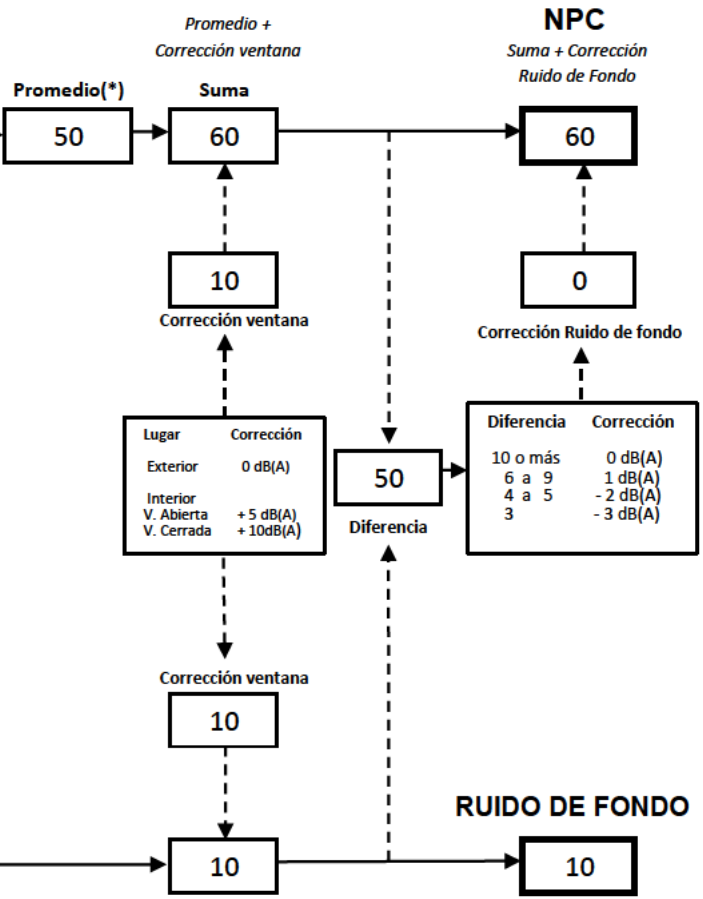 Promedio +
Corrección ventana
NPC
Suma + Corrección
Ruido de Fondo
Promedio(*)
Suma
50
60
60
10
0
Corrección ventana
Corrección Ruido de fondo
Lugar Corrección
Exterior 0 dB(A)
Interior
V. Abierta + 5 dB(A)
V. Cerrada + 10dB(A)
50
Diferencia
Diferencia Corrección
10 o más 0 dB(A)
6 a 9 1 dB(A)
4 a 5 - 2 dB(A)
3 - 3 dB(A)
Corrección ventana
10
RUIDO DE FONDO
10
10